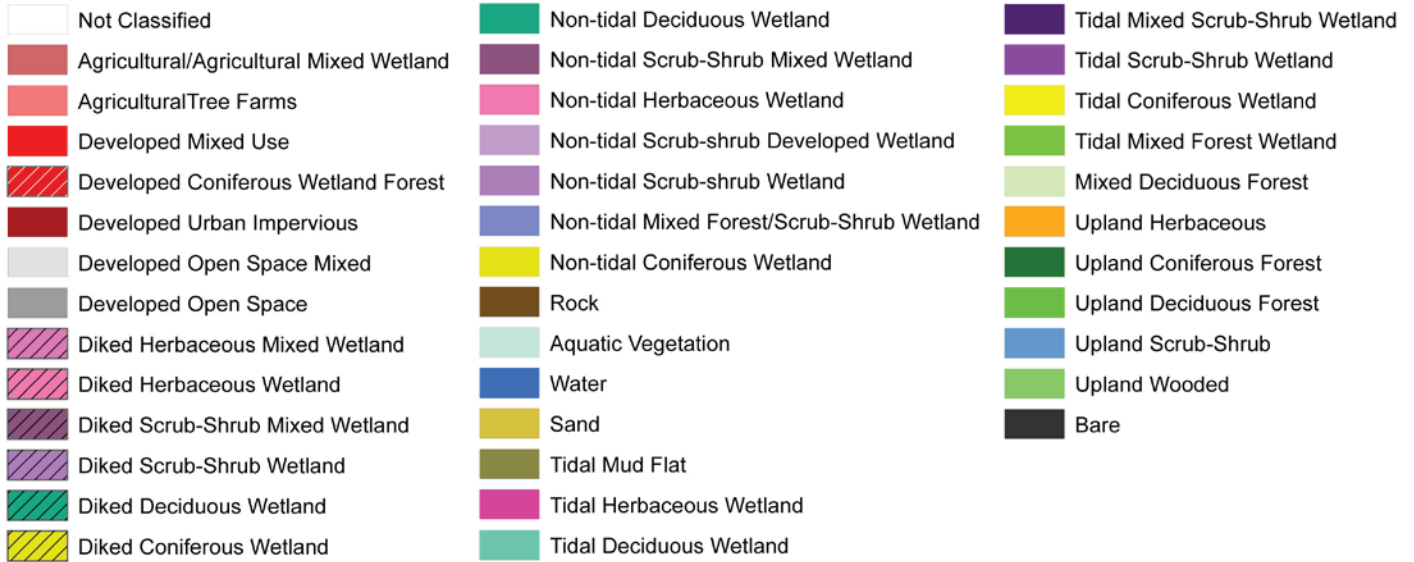 Not Classified
Agricultural/Agricultural Mixed Wetland
AgriculturalTree Farms
Developed Mixed Use
Developed Coniferous Wetland Forest
Developed Urban Impervious
Developed Open Space Mixed
Developed Open Space
Diked Herbaceous Mixed Wetland
Diked Herbaceous Wetland
Diked Scrub-Shrub Mixed Wetland
Diked Scrub-Shrub Wetland
Diked Deciduous Wetland
Diked Coniferous Wetland
Non-tidal Deciduous Wetland
Non-tidal Scrub-Shrub Mixed Wetland
Non-tidal Herbaceous Wetland
Non-tidal Scrub-shrub Developed Wetland
Non-tidal Scrub-shrub Wetland
Non-tidal Mixed Forest/Scrub-Shrub Wetland
Non-tidal Coniferous Wetland
Rock
Aquatic Vegetation
Water
Sand
Tidal Mud Flat
Tidal Herbaceous Wetland
Tidal Deciduous Wetland
Tidal Mixed Scrub-Shrub Wetland
Tidal Scrub-Shrub Wetland
Tidal Coniferous Wetland
Tidal Mixed Forest Wetland
Mixed Deciduous Forest
Upland Herbaceous
Upland Coniferous Forest
Upland Deciduous Forest
Upland Scrub-Shrub
Upland Wooded
Bare